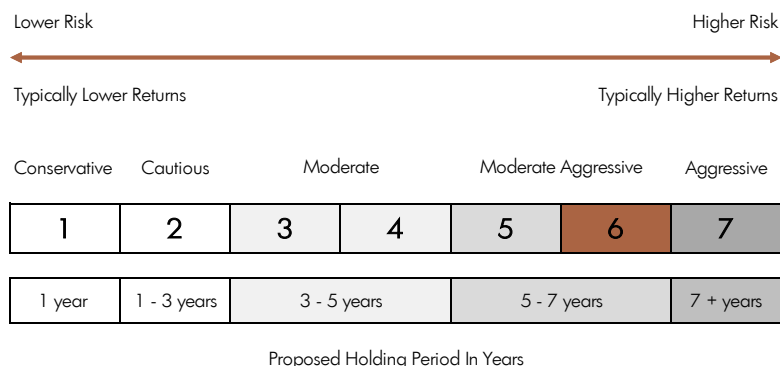 Lower Risk Higher Risk
Typically Lower Returns Typically Higher Returns
Conservative Cautious Moderate Moderate Aggressive Aggressive
1 2 3 4 5 6 7
1 year 1 - 3 years 3 - 5 years 5 - 7 years 7 + years
Proposed Holding Period In Years